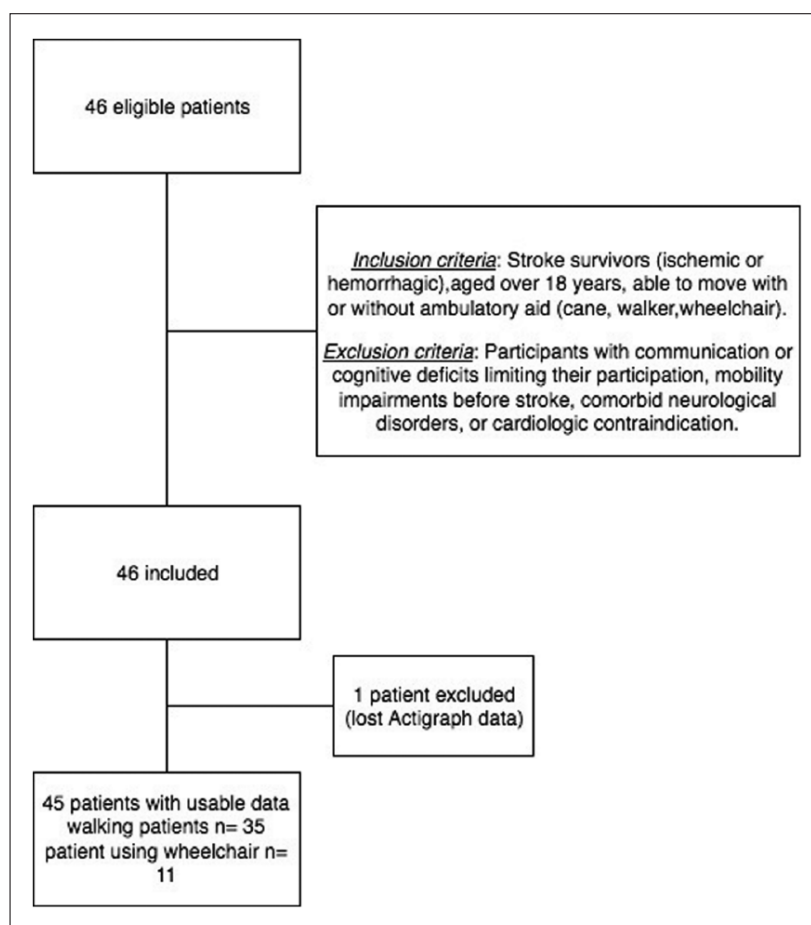 46 eligible patients
Inclusion criteria: Stroke survivors (ischemic or
hemorrhagic),aged over 18 years, able to move with
or without ambulatory aid (cane, walker,wheelchair).
Exclusion criteria: Participants with communication or
cognitive deficits limiting their participation, mobility
impairments before stroke, comorbid neurological
disorders, or cardiologic contraindication.
46 included
1 patient excluded
(lost Actigraph data)
45 patients with usable data
walking patients n= 35
patient using wheelchair n=
11